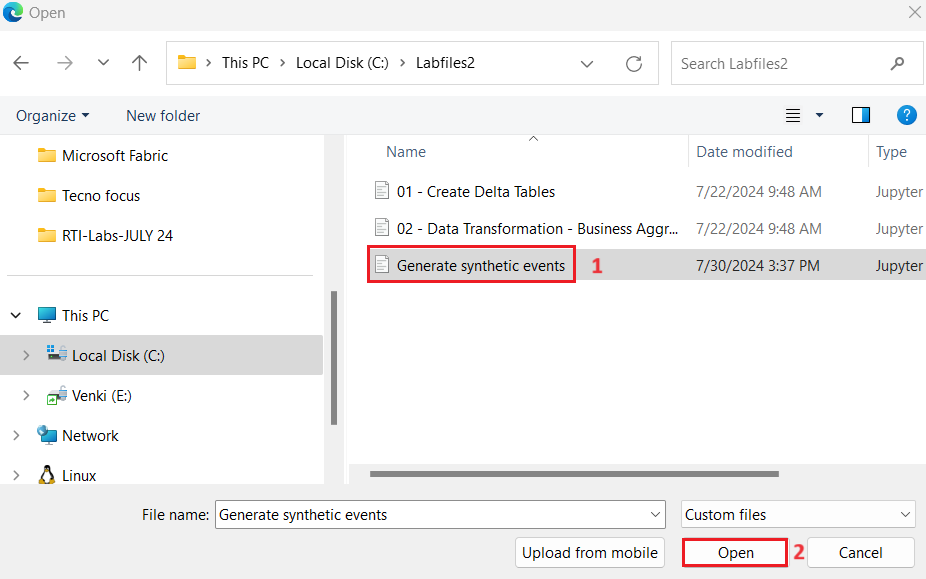 Open
This PC
Local Disk (C:)
Labfiles2
Search Labfiles2
Organize
New folder
?
Microsoft Fabric
Tecno focus
RTI-Labs-JULY 24
This PC
Local Disk (C:)
Venki (E:)
Network
Linux
Name Date modified Type
01 - Create Delta Tables 7/22/2024 9:48 AM Jupyter
02 - Data Transformation - Business Aggr... 7/22/2024 9:48 AM Jupyter
Generate synthetic events 1 7/30/2024 3:37 PM Jupyter
File name: Generate synthetic events Custom files
Upload from mobile Open 2 Cancel